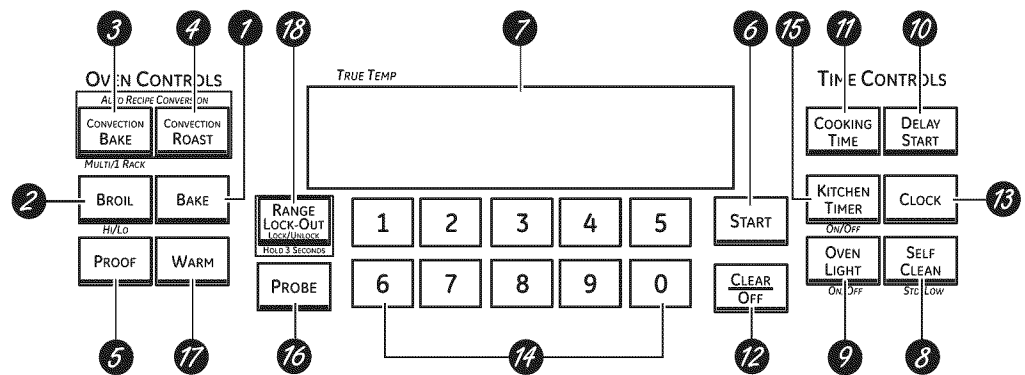 3 4 1 18 7 6 15 11 10
OVEN CONTROLS
AUTO RECIPE CONVERSION
CONVECTION BAKE
CONVECTION ROAST
MULTI/1 RACK
2
BROIL
BAKE
HI/LO
PROOF
WARM
5 17
TRUE TEMP
RANGE
LOCK-OUT
LOCK/UNLOCK
HOLD 3 SECONDS
PROBE
16
1 2 3 4 5
6 7 8 9 0
14
START
CLEAR
OFF
12
TIME CONTROLS
COOKING
TIME
DELAY
START
KITCHEN
TIMER
ON/OFF
CLOCK
13
OVEN
LIGHT
ON/OFF
SELF
CLEAN
STD/LOW
9 8